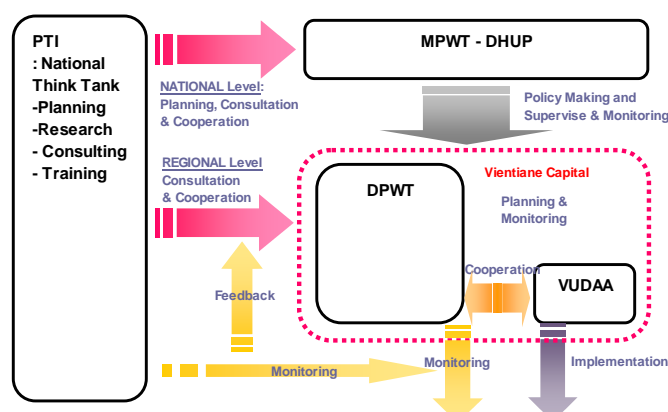 PTI
: National
Think Tank
-Planning
-Research
- Consulting
- Training
MPWT - DHUP
NATIONAL Level:
Planning, Consultation
& Cooperation
Policy Making and
Supervise & Monitoring
REGIONAL Level
Consultation
& Cooperation
Vientiane Capital
DPWT
Planning &
Monitoring
Cooperation
VUDAA
Feedback
Monitoring
Monitoring
Implementation